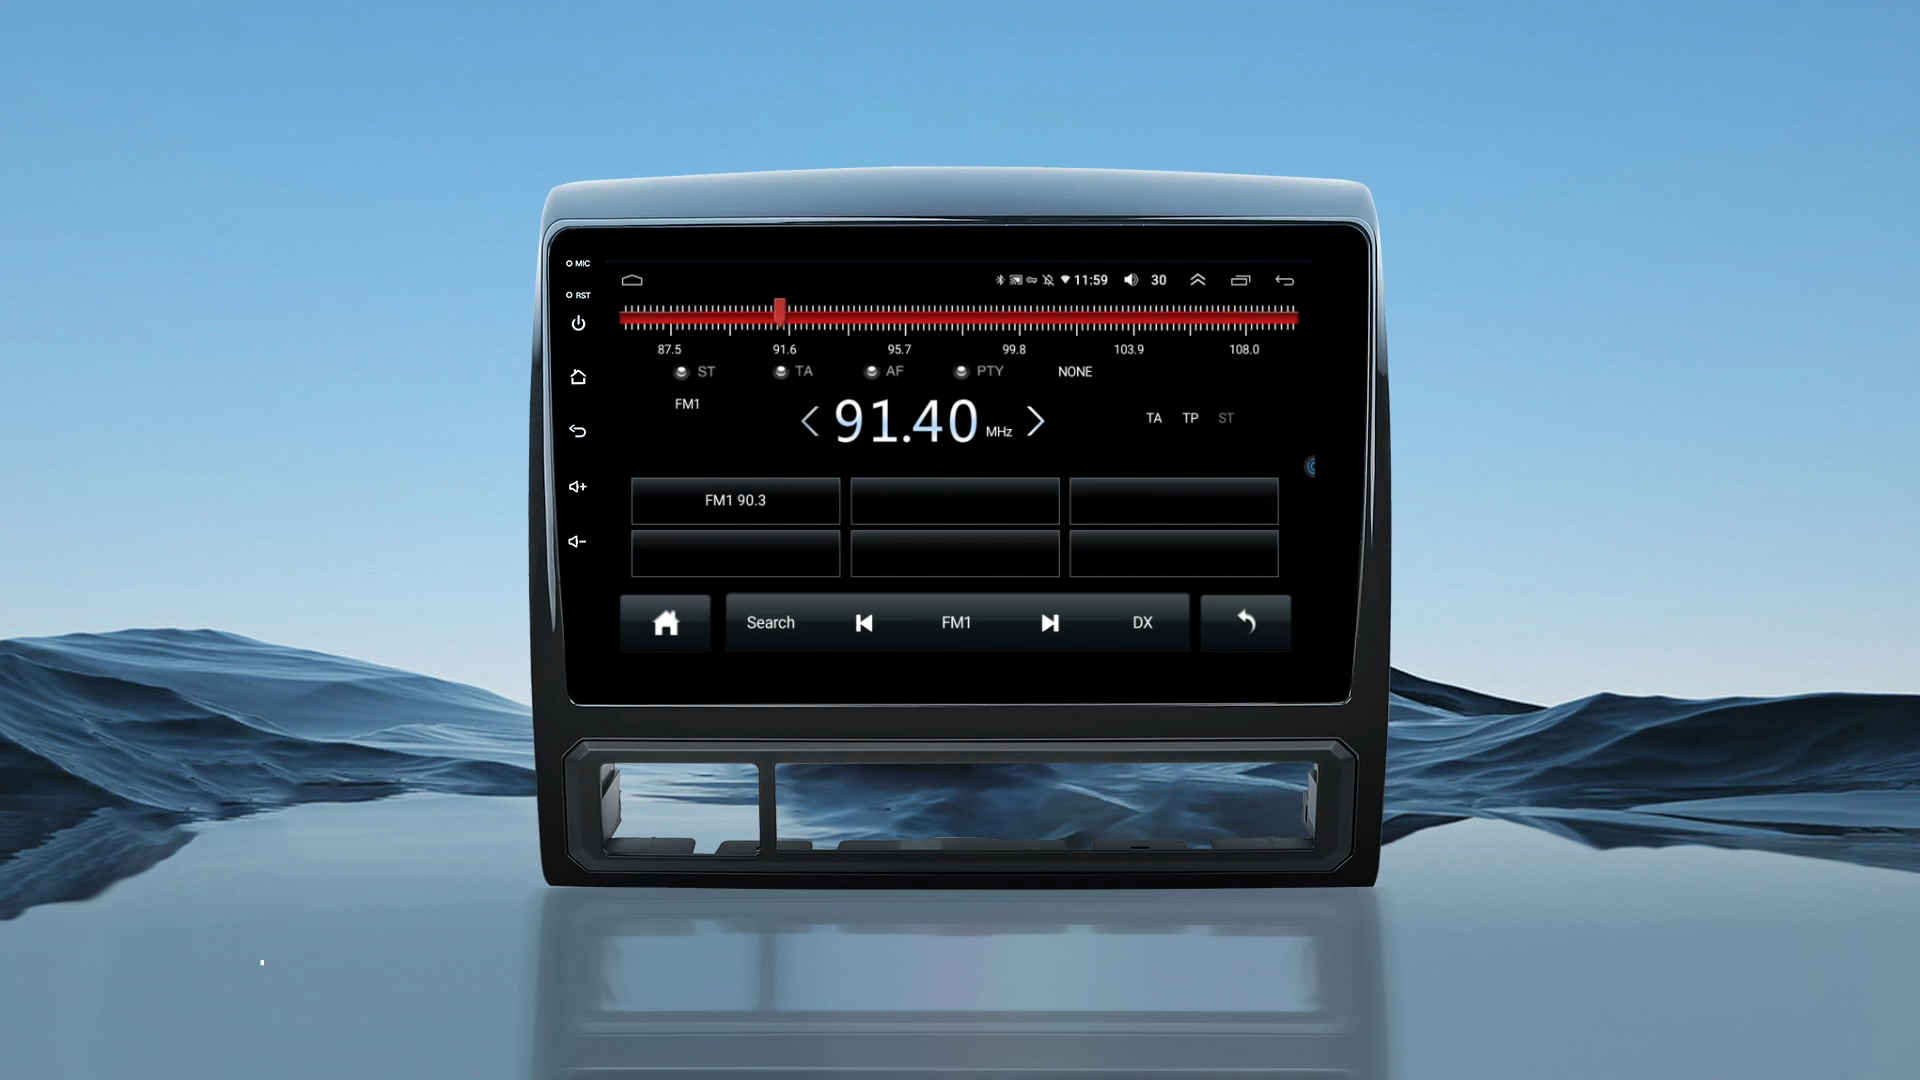 MIC
RST
11:59 30
87.5 91.6 95.7 99.8 103.9 108.0
ST TA AF PTY NONE
FM1
91.40 MHz
TA TP ST
FM1 90.3
Search FM1 DX